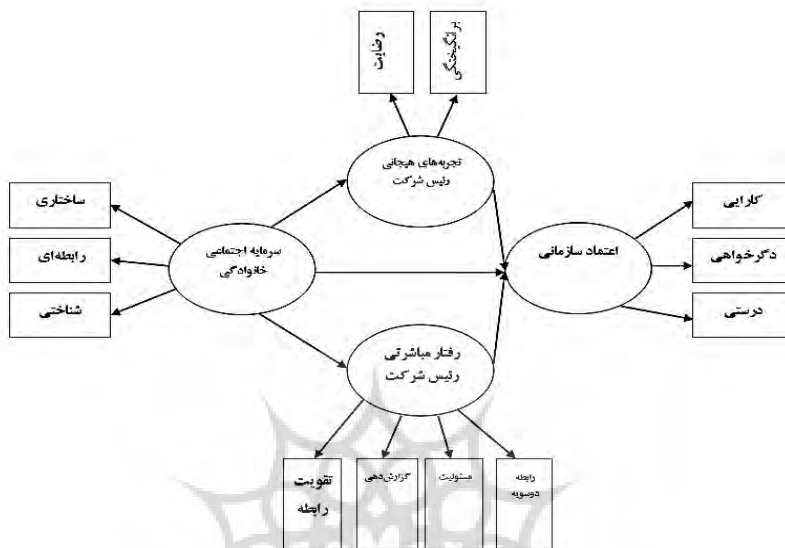 رضایت
برانگیختگی
تجربه‌های هیجانی
رئیس شرکت
ساختاری
رابطه‌ای
شناختی
سرمایه اجتماعی
خانوادگی
اعتماد سازمانی
کارایی
دگرخواهی
درستی
رفتار مباشرتی
رئیس شرکت
رابطه
دوسویه
مسئولیت
گزارش‌دهی
تقویت
رابطه